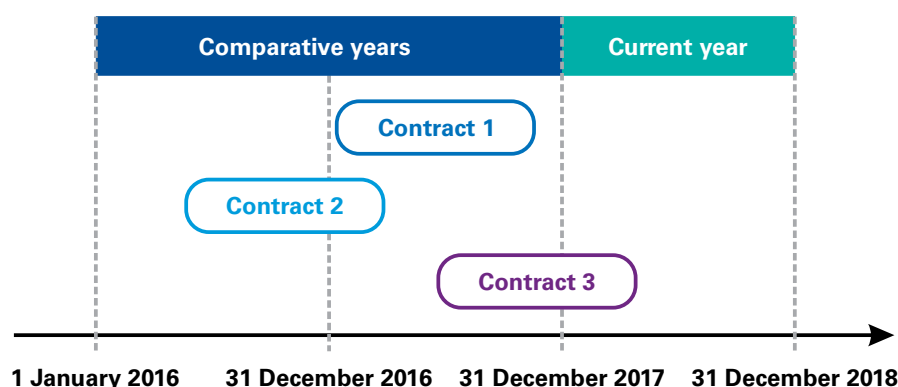 Comparative years
Current year
Contract 1
Contract 2
Contract 3
1 January 2016
31 December 2016
31 December 2017
31 December 2018